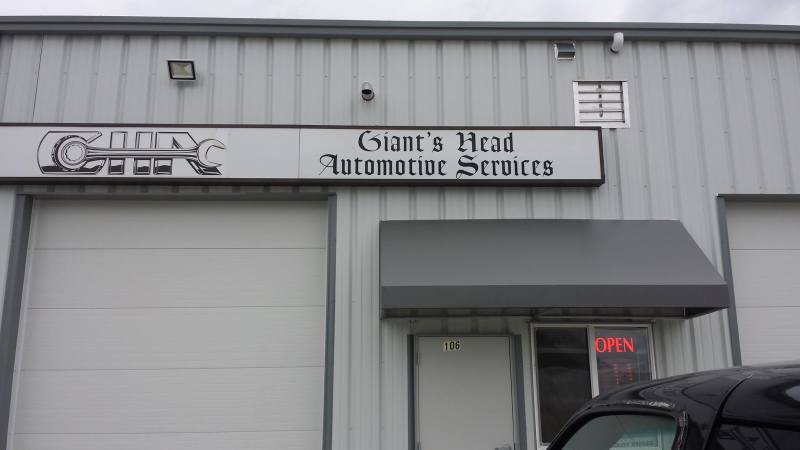 GHA
Giant's Head
Automotive Services
106
OPEN